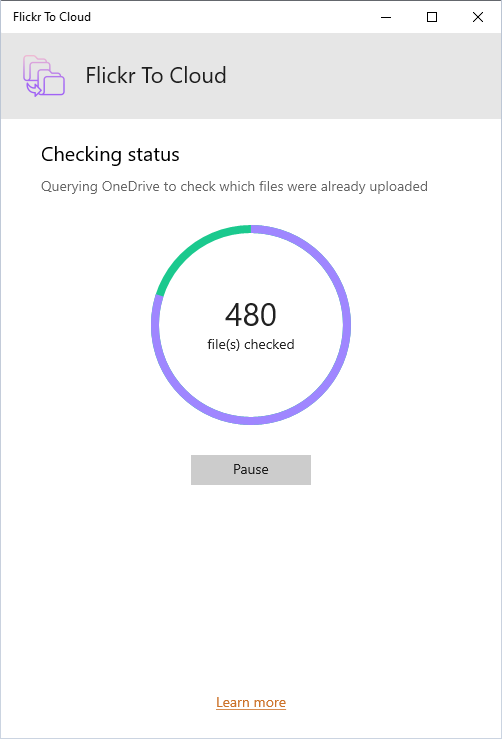 Flickr To Cloud
Flickr To Cloud
Checking status
Querying OneDrive to check which files were already uploaded
480
file(s) checked
Pause
Learn more